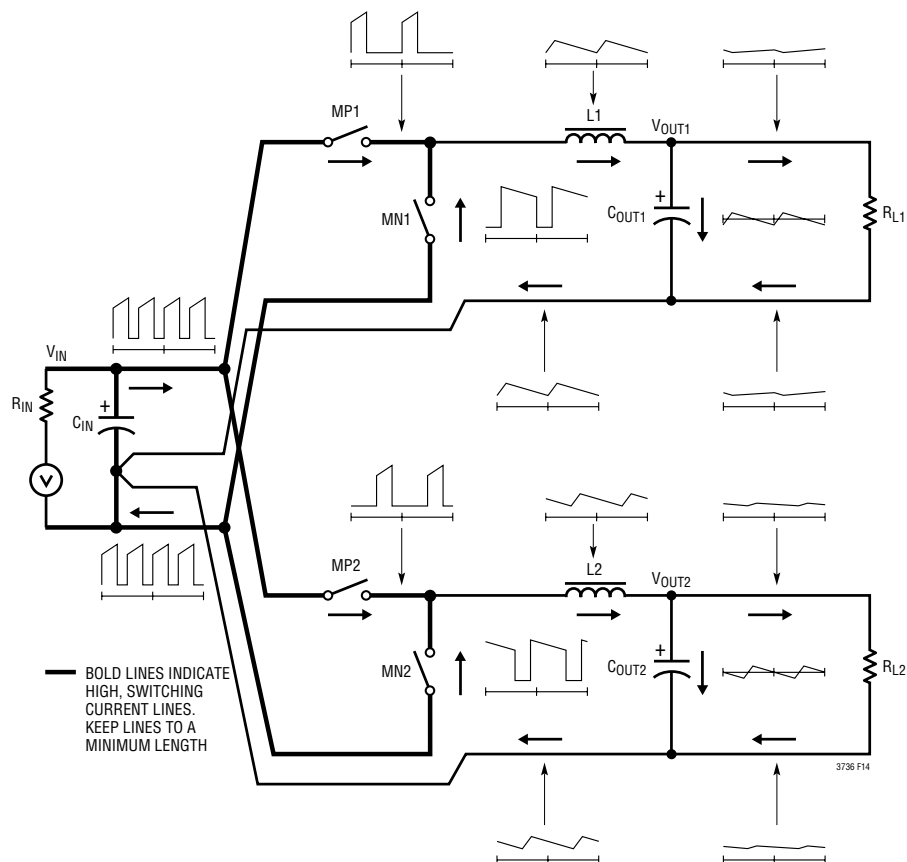 MP1
L1
VOUT1
MN1
COUT1
+
RL1
VIN
RIN
+
CIN
V
MP2
L2
VOUT2
MN2
COUT2
+
RL2
BOLD LINES INDICATE
HIGH, SWITCHING
CURRENT LINES.
KEEP LINES TO A
MINIMUM LENGTH
3736 F14